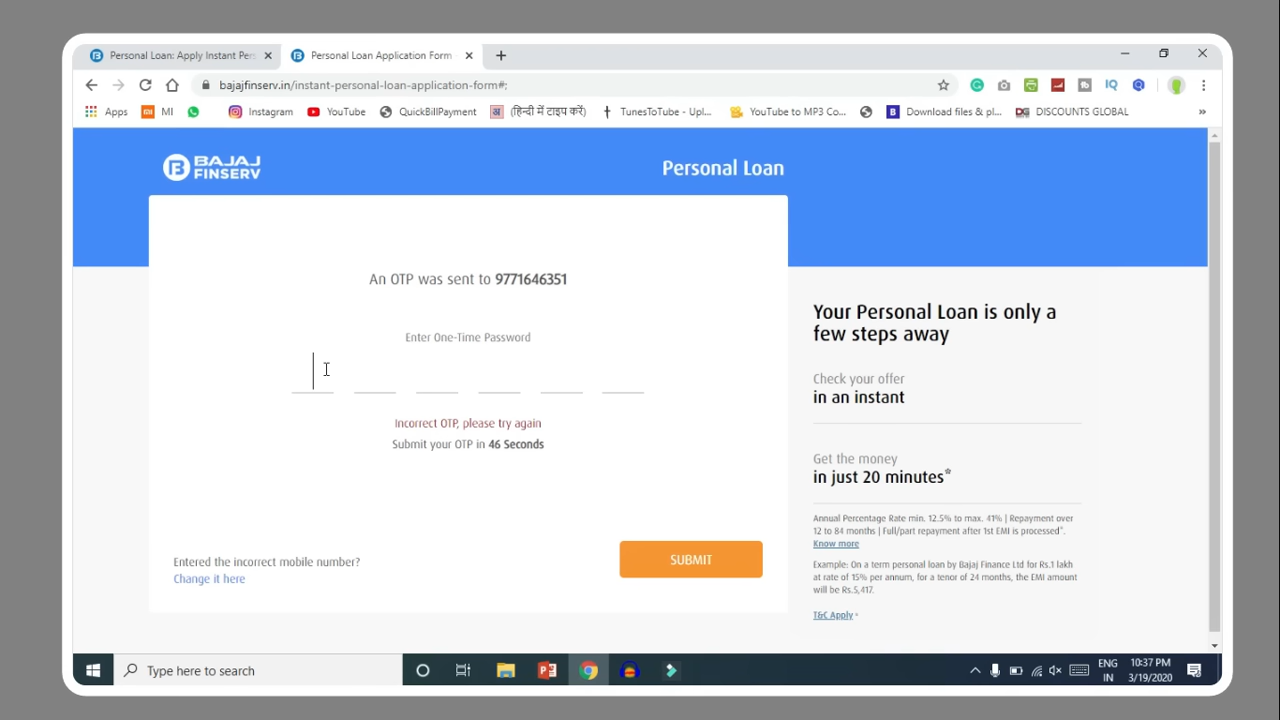 Personal Loan: Apply Instant Pers
Personal Loan Application Form
bajajfinserv.in/instant-personal-loan-application-form#;
Apps
MI
Instagram
YouTube
QuickBillPayment
(हिन्दी में टाइप करें)
TunesToTube - Upl...
YouTube to MP3 Co...
Download files & pl...
DISCOUNTS GLOBAL
BAJAJ
FINSERV
Personal Loan
An OTP was sent to 9771646351
Enter One-Time Password
Incorrect OTP, please try again
Submit your OTP in 46 Seconds
Entered the incorrect mobile number?
Change it here
SUBMIT
Your Personal Loan is only a
few steps away
Check your offer
in an instant
Get the money
in just 20 minutes*
Annual Percentage Rate min. 12.5% to max. 41% | Repayment over
12 to 84 months | Full/part repayment after 1st EMI is processed*.
Know more
Example: On a term personal loan by Bajaj Finance Ltd for Rs.1 lakh
at rate of 15% per annum, for a tenor of 24 months, the EMI amount
will be Rs.5,417.
T&C Apply
Type here to search
ENG
IN
10:37 PM
3/19/2020